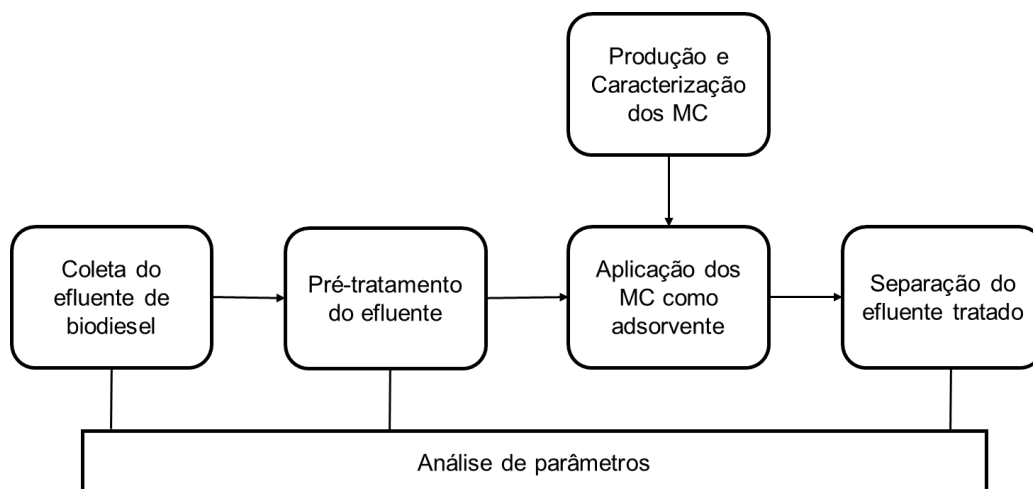 Produção e
Caracterização
dos MC
Coleta do
efluente de
biodiesel
Pré-tratamento
do efluente
Aplicação dos
MC como
adsorvente
Separação do
efluente tratado
Análise de parâmetros